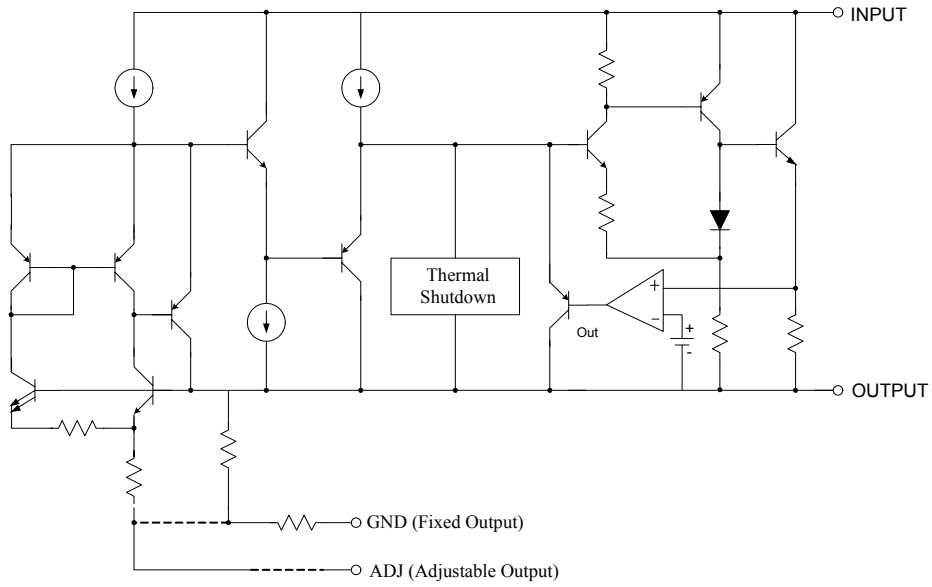 INPUT
Thermal
Shutdown
+
−
Out
+
-
OUTPUT
GND (Fixed Output)
ADJ (Adjustable Output)